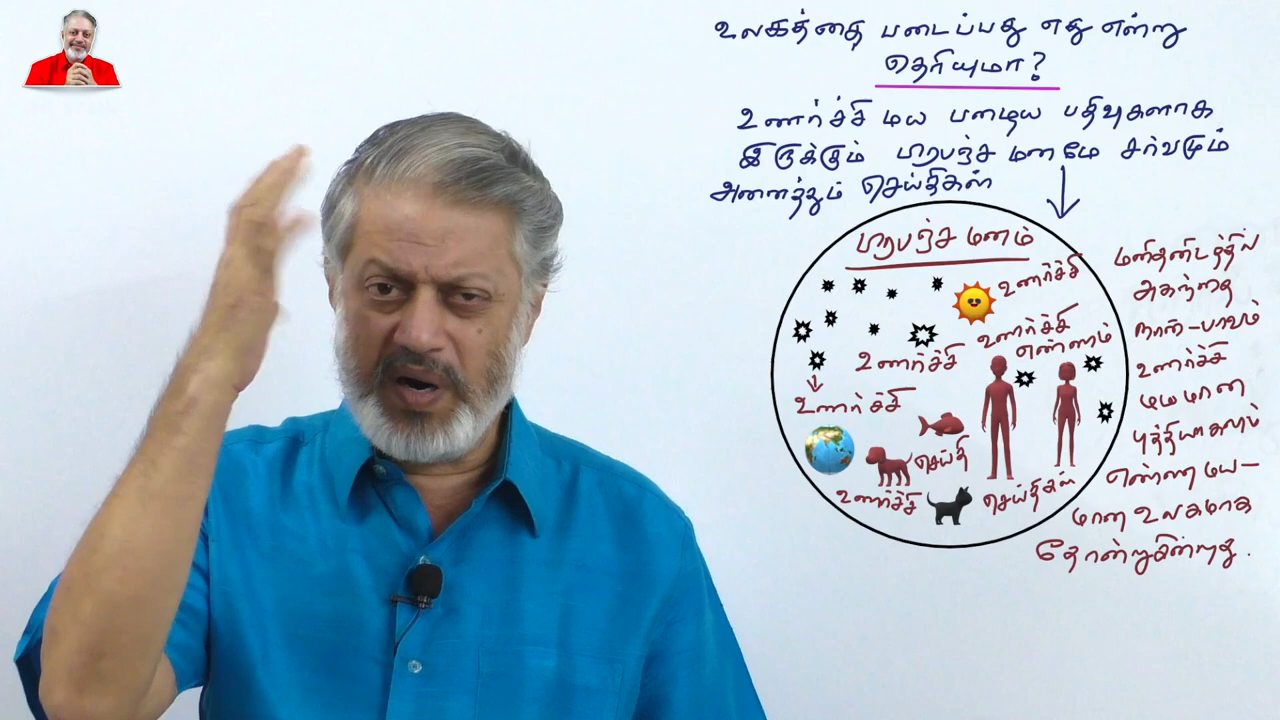 உலகத்தை படைப்பது எது என்று
தெரியுமா?
உணர்ச்சி மய பழைய பதிவுகளாக
இருக்கும் பிரபஞ்ச மனமே சர்வமும்
அனைத்தும் செய்திகள்
பிரபஞ்ச மனம்
உணர்ச்சி
உணர்ச்சி
எண்ணம்
உணர்ச்சி
உணர்ச்சி
செய்தி
உணர்ச்சி
செய்திகள்
மனிதனிடத்தில்
அகந்தை
நான்-பாவம்
உணர்ச்சி
மயமான
புத்தியாகவும்
எண்ண மய-
மான உலகமாக
தோன்றுகின்றது.